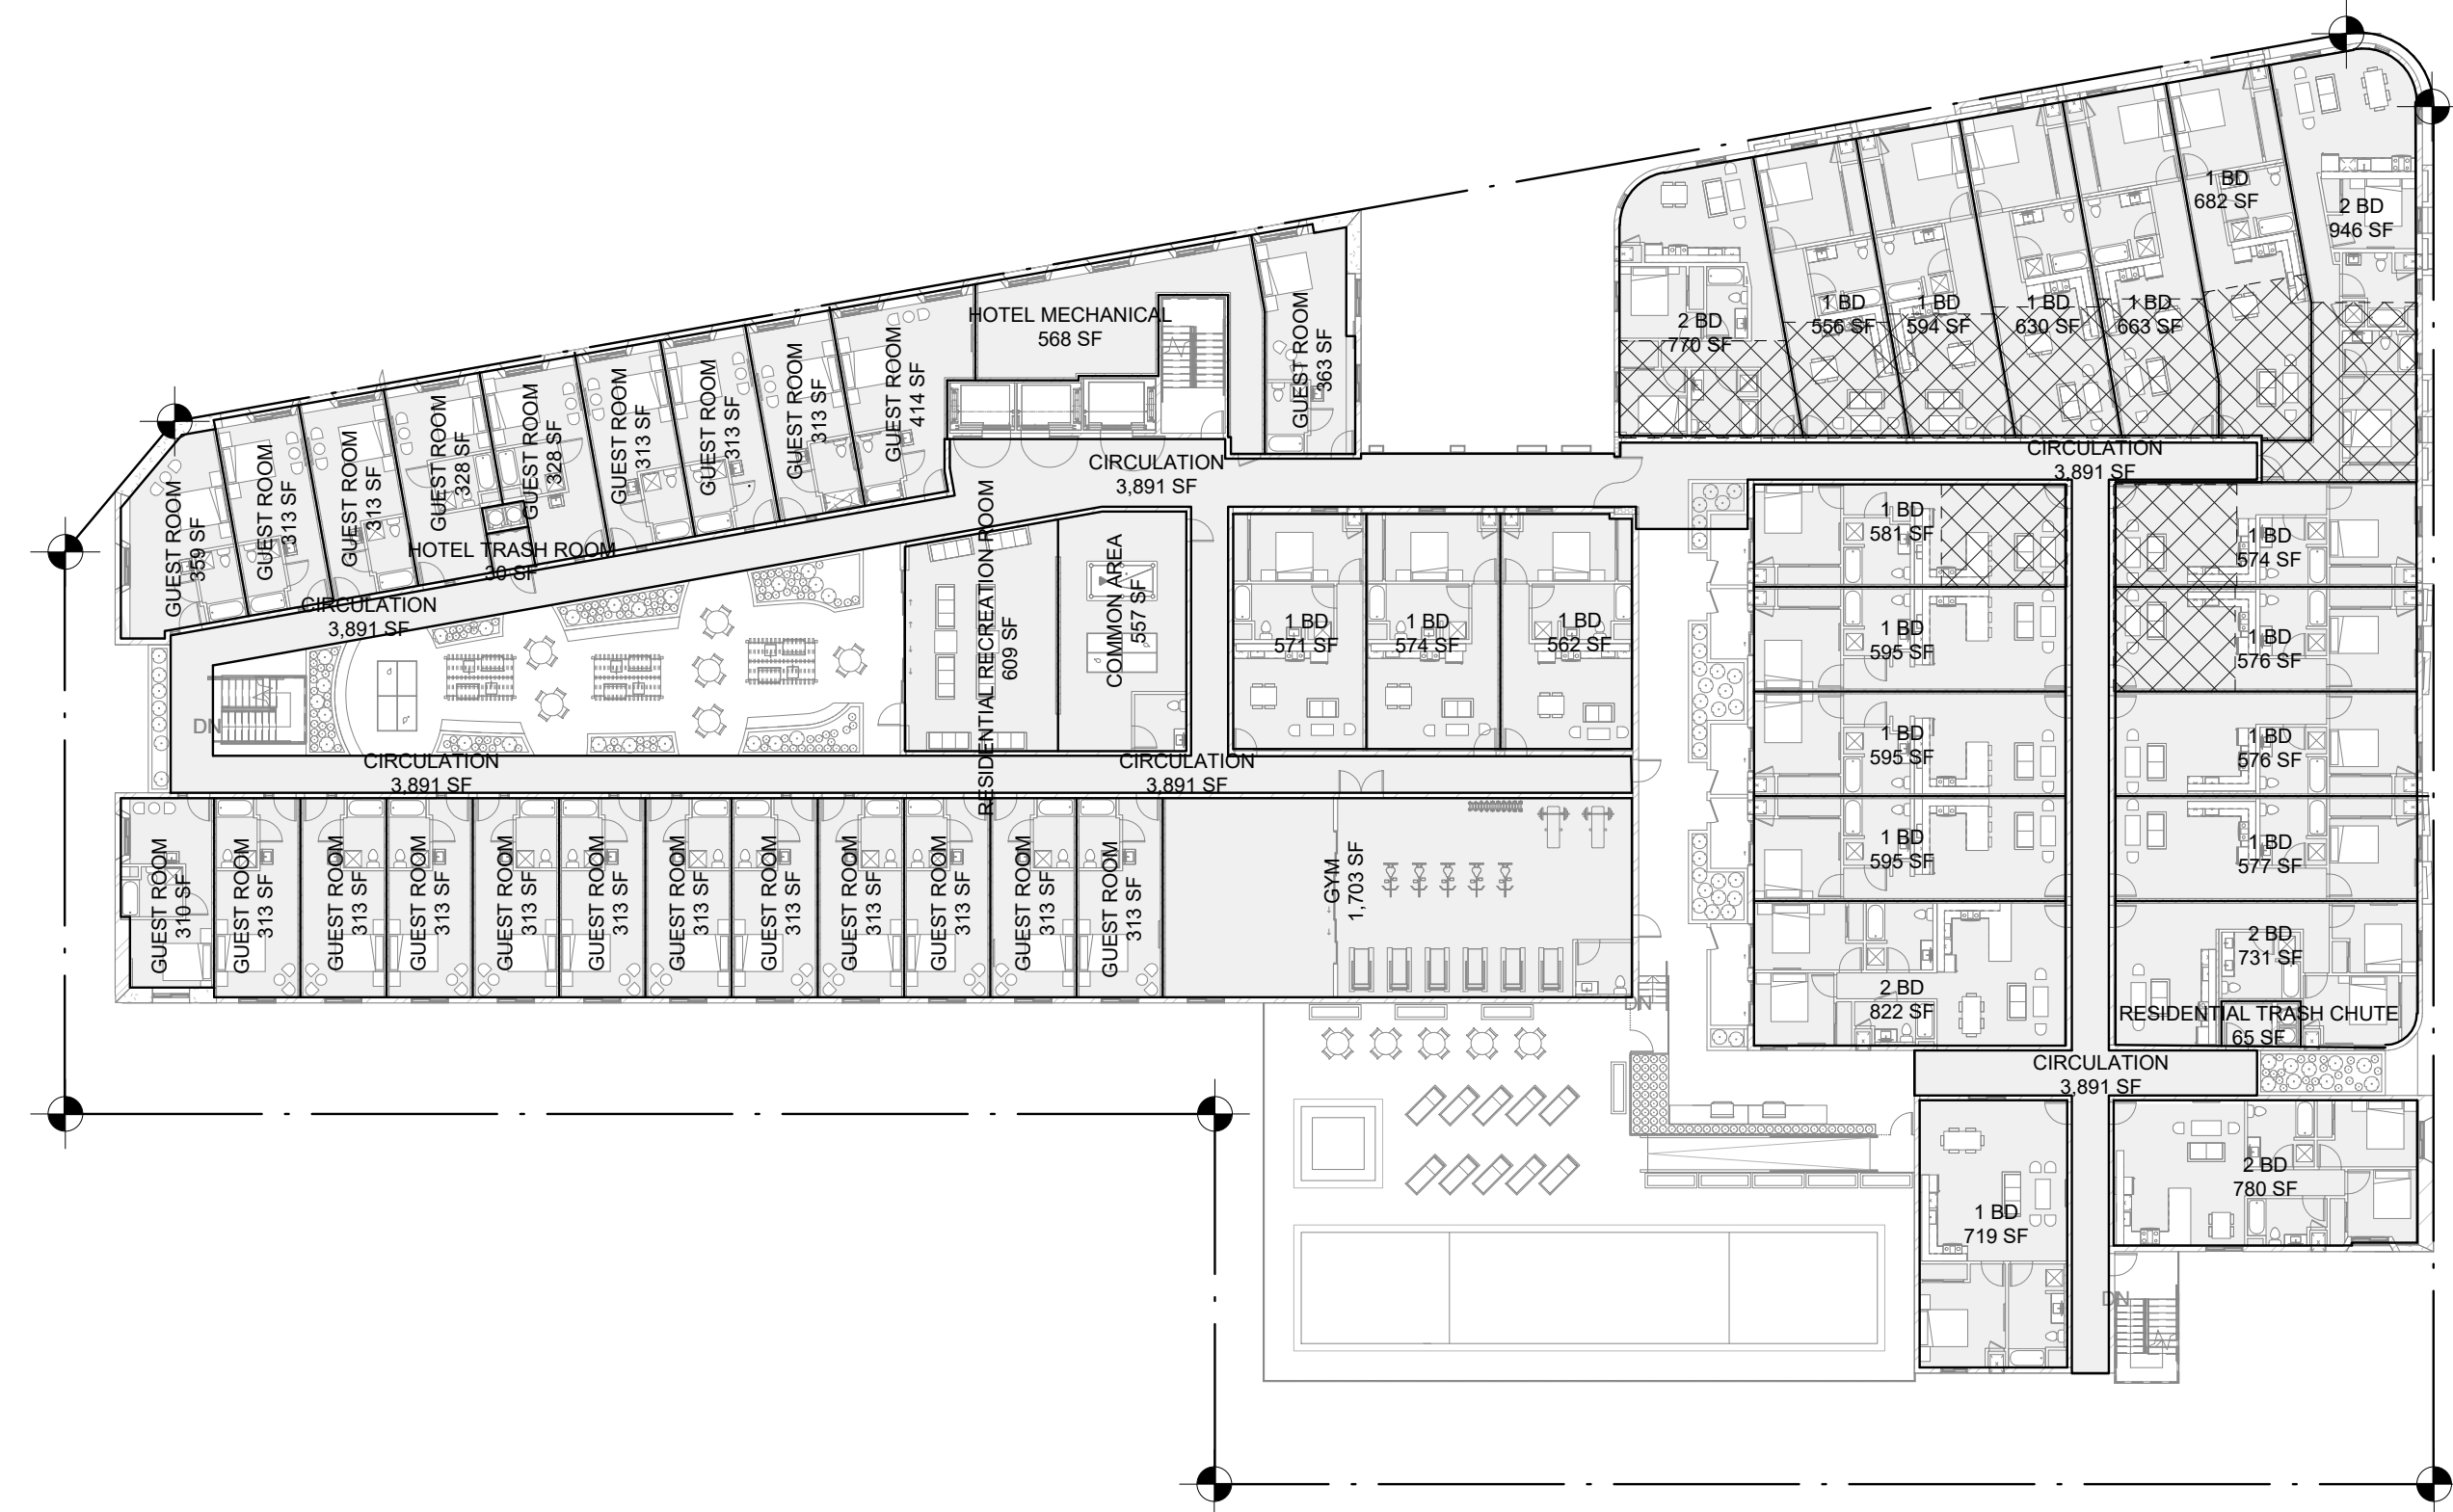 1 BD
682 SF
2 BD
946 SF
HOTEL MECHANICAL
568 SF
GUEST ROOM
363 SF
2 BD
770 SF
1 BD
556 SF
1 BD
594 SF
1 BD
630 SF
1 BD
663 SF
GUEST ROOM
359 SF
GUEST ROOM
313 SF
GUEST ROOM
313 SF
GUEST ROOM
328 SF
GUEST ROOM
328 SF
GUEST ROOM
313 SF
GUEST ROOM
313 SF
GUEST ROOM
313 SF
GUEST ROOM
414 SF
CIRCULATION
3,891 SF
CIRCULATION
3,891 SF
HOTEL TRASH ROOM
30 SF
CIRCULATION
3,891 SF
RESIDENTIAL RECREATION ROOM
609 SF
COMMON AREA
557 SF
1 BD
571 SF
1 BD
574 SF
1 BD
562 SF
1 BD
581 SF
1 BD
574 SF
1 BD
595 SF
1 BD
576 SF
DN
1 BD
595 SF
1 BD
576 SF
CIRCULATION
3,891 SF
CIRCULATION
3,891 SF
1 BD
595 SF
1 BD
577 SF
GUEST ROOM
310 SF
GUEST ROOM
313 SF
GUEST ROOM
313 SF
GUEST ROOM
313 SF
GUEST ROOM
313 SF
GUEST ROOM
313 SF
GUEST ROOM
313 SF
GUEST ROOM
313 SF
GUEST ROOM
313 SF
GUEST ROOM
313 SF
GUEST ROOM
313 SF
GUEST ROOM
313 SF
GYM
1,703 SF
2 BD
731 SF
2 BD
822 SF
DN
RESIDENTIAL TRASH CHUTE
65 SF
CIRCULATION
3,891 SF
2 BD
780 SF
1 BD
719 SF
DN